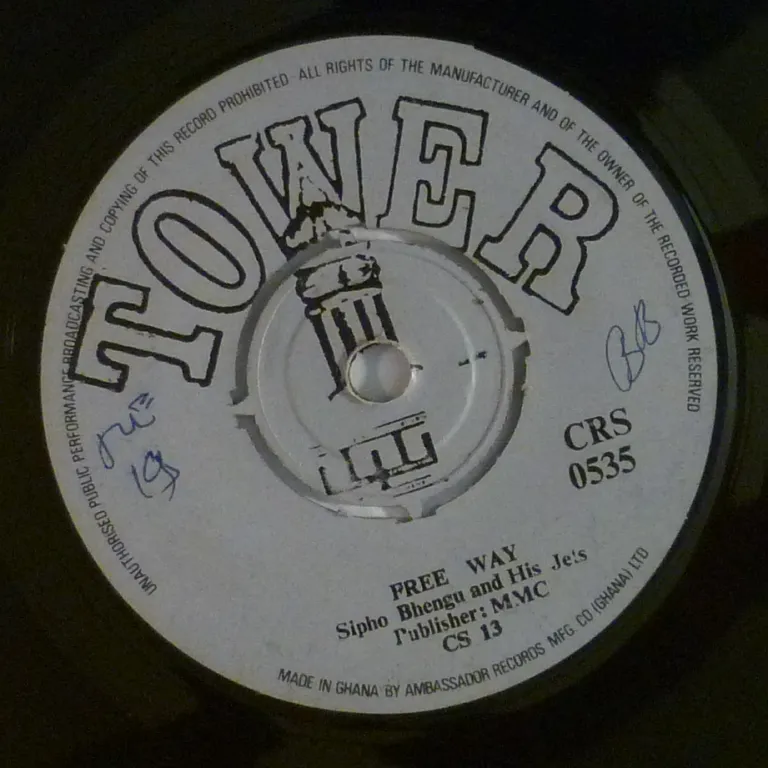 UNAUTHORISED PUBLIC PERFORMANCE BROADCASTING AND COPYING OF THIS RECORD PROHIBITED · ALL RIGHTS OF THE MANUFACTURER AND OF THE OWNER OF THE RECORDED WORK RESERVED
TOWER
BB
19
CRS
0535
FREE WAY
Sipho Bhengu and His Jets
Publisher: MMC
CS 13
MADE IN GHANA BY AMBASSADOR RECORDS MFG. CO (GHANA) LTD